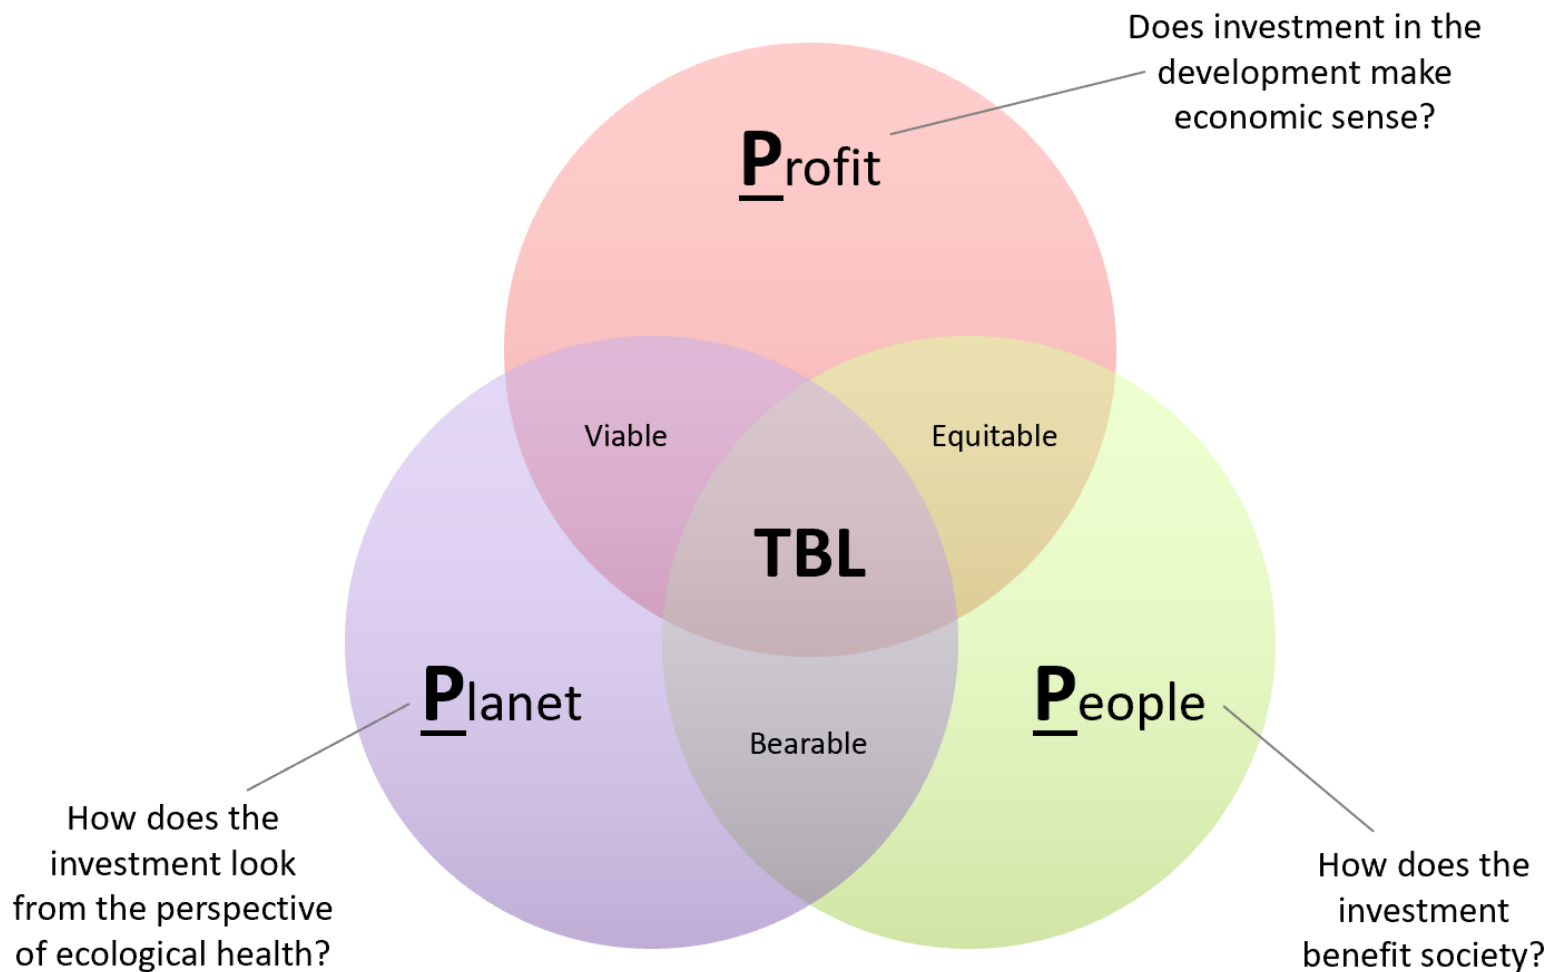 Does investment in the
development make
economic sense?
Profit
Viable
Equitable
TBL
Planet
People
Bearable
How does the
investment look
from the perspective
of ecological health?
How does the
investment
benefit society?